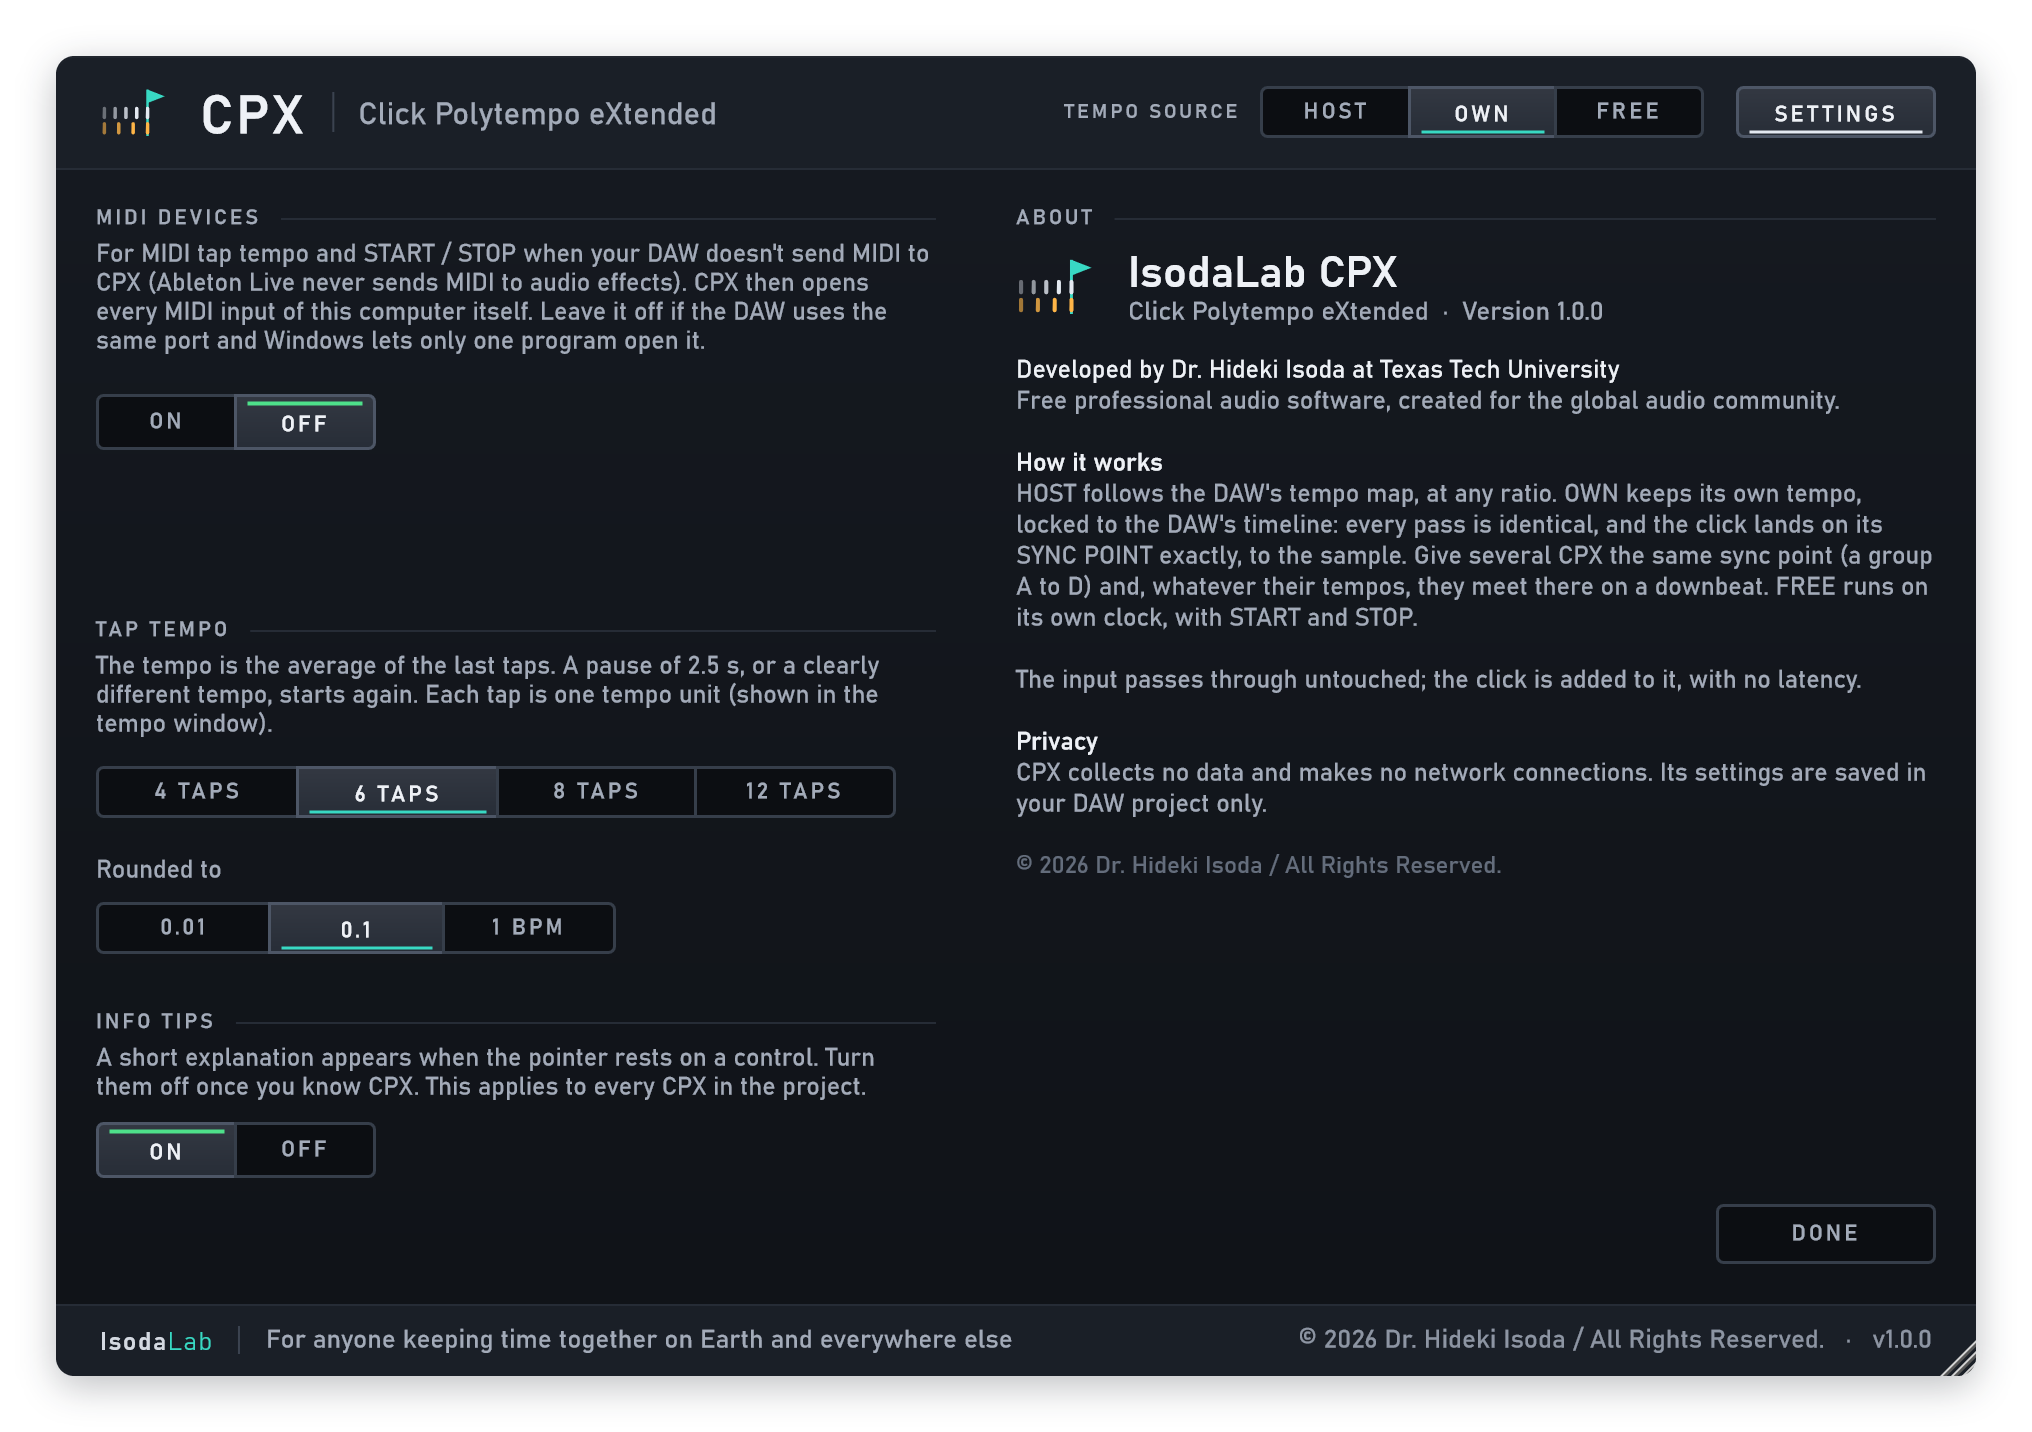 CPX
Click Polytempo eXtended
TEMPO SOURCE
HOST
OWN
FREE
SETTINGS
MIDI DEVICES
For MIDI tap tempo and START / STOP when your DAW doesn't send MIDI to
CPX (Ableton Live never sends MIDI to audio effects). CPX then opens
every MIDI input of this computer itself. Leave it off if the DAW uses the
same port and Windows lets only one program open it.
ON
OFF
TAP TEMPO
The tempo is the average of the last taps. A pause of 2.5 s, or a clearly
different tempo, starts again. Each tap is one tempo unit (shown in the
tempo window).
4 TAPS
6 TAPS
8 TAPS
12 TAPS
Rounded to
0.01
0.1
1 BPM
INFO TIPS
A short explanation appears when the pointer rests on a control. Turn
them off once you know CPX. This applies to every CPX in the project.
ON
OFF
ABOUT
IsodaLab CPX
Click Polytempo eXtended · Version 1.0.0
Developed by Dr. Hideki Isoda at Texas Tech University
Free professional audio software, created for the global audio community.
How it works
HOST follows the DAW's tempo map, at any ratio. OWN keeps its own tempo,
locked to the DAW's timeline: every pass is identical, and the click lands on its
SYNC POINT exactly, to the sample. Give several CPX the same sync point (a group
A to D) and, whatever their tempos, they meet there on a downbeat. FREE runs on
its own clock, with START and STOP.
The input passes through untouched; the click is added to it, with no latency.
Privacy
CPX collects no data and makes no network connections. Its settings are saved in
your DAW project only.
© 2026 Dr. Hideki Isoda / All Rights Reserved.
DONE
IsodaLab
For anyone keeping time together on Earth and everywhere else
© 2026 Dr. Hideki Isoda / All Rights Reserved. · v1.0.0